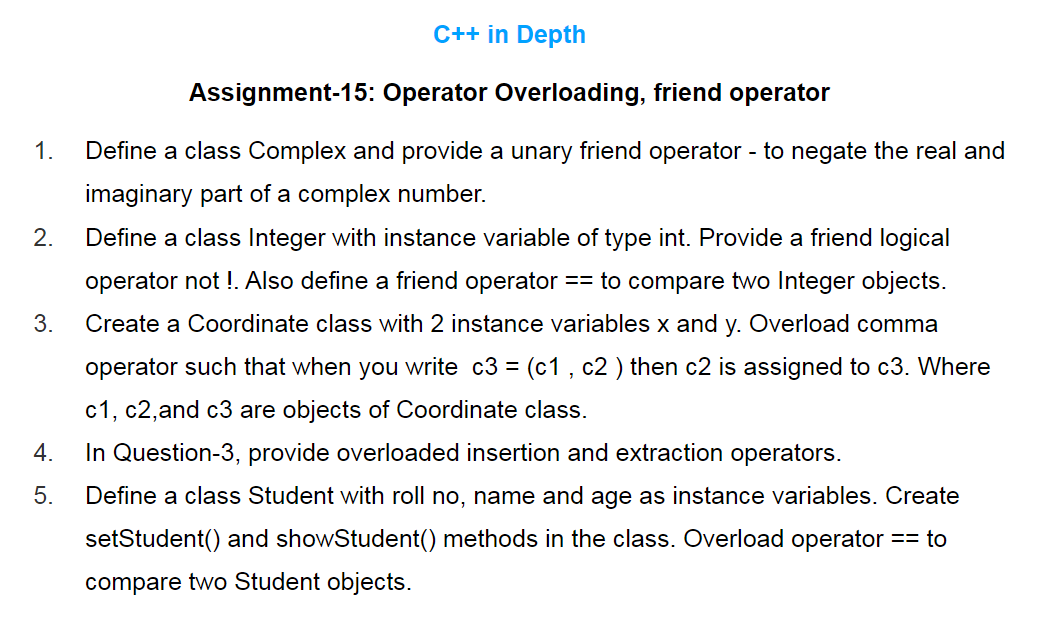 C++ in Depth
Assignment-15: Operator Overloading, friend operator
1. Define a class Complex and provide a unary friend operator - to negate the real and
imaginary part of a complex number.
2. Define a class Integer with instance variable of type int. Provide a friend logical
operator not !. Also define a friend operator == to compare two Integer objects.
3. Create a Coordinate class with 2 instance variables x and y. Overload comma
operator such that when you write c3 = (c1 , c2 ) then c2 is assigned to c3. Where
c1, c2,and c3 are objects of Coordinate class.
4. In Question-3, provide overloaded insertion and extraction operators.
5. Define a class Student with roll no, name and age as instance variables. Create
setStudent() and showStudent() methods in the class. Overload operator == to
compare two Student objects.